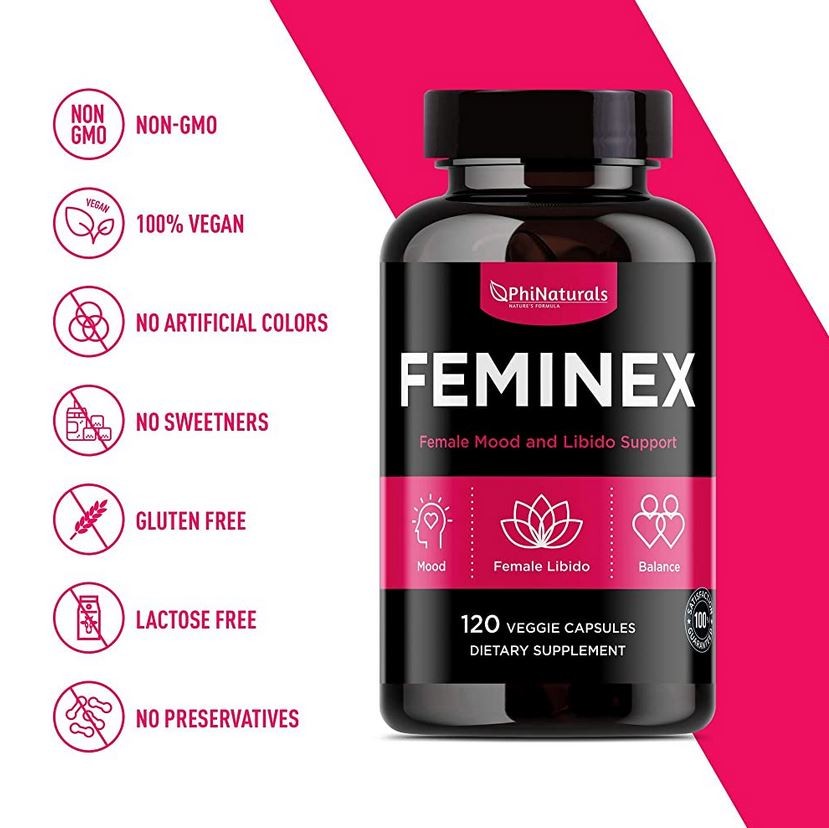 NON
GMO
NON-GMO
VEGAN
100% VEGAN
NO ARTIFICIAL COLORS
NO SWEETNERS
GLUTEN FREE
LACTOSE FREE
NO PRESERVATIVES
PhiNaturals
NATURE'S FORMULA
FEMINEX
Female Mood and Libido Support
Mood
Female Libido
Balance
120 VEGGIE CAPSULES
DIETARY SUPPLEMENT
100